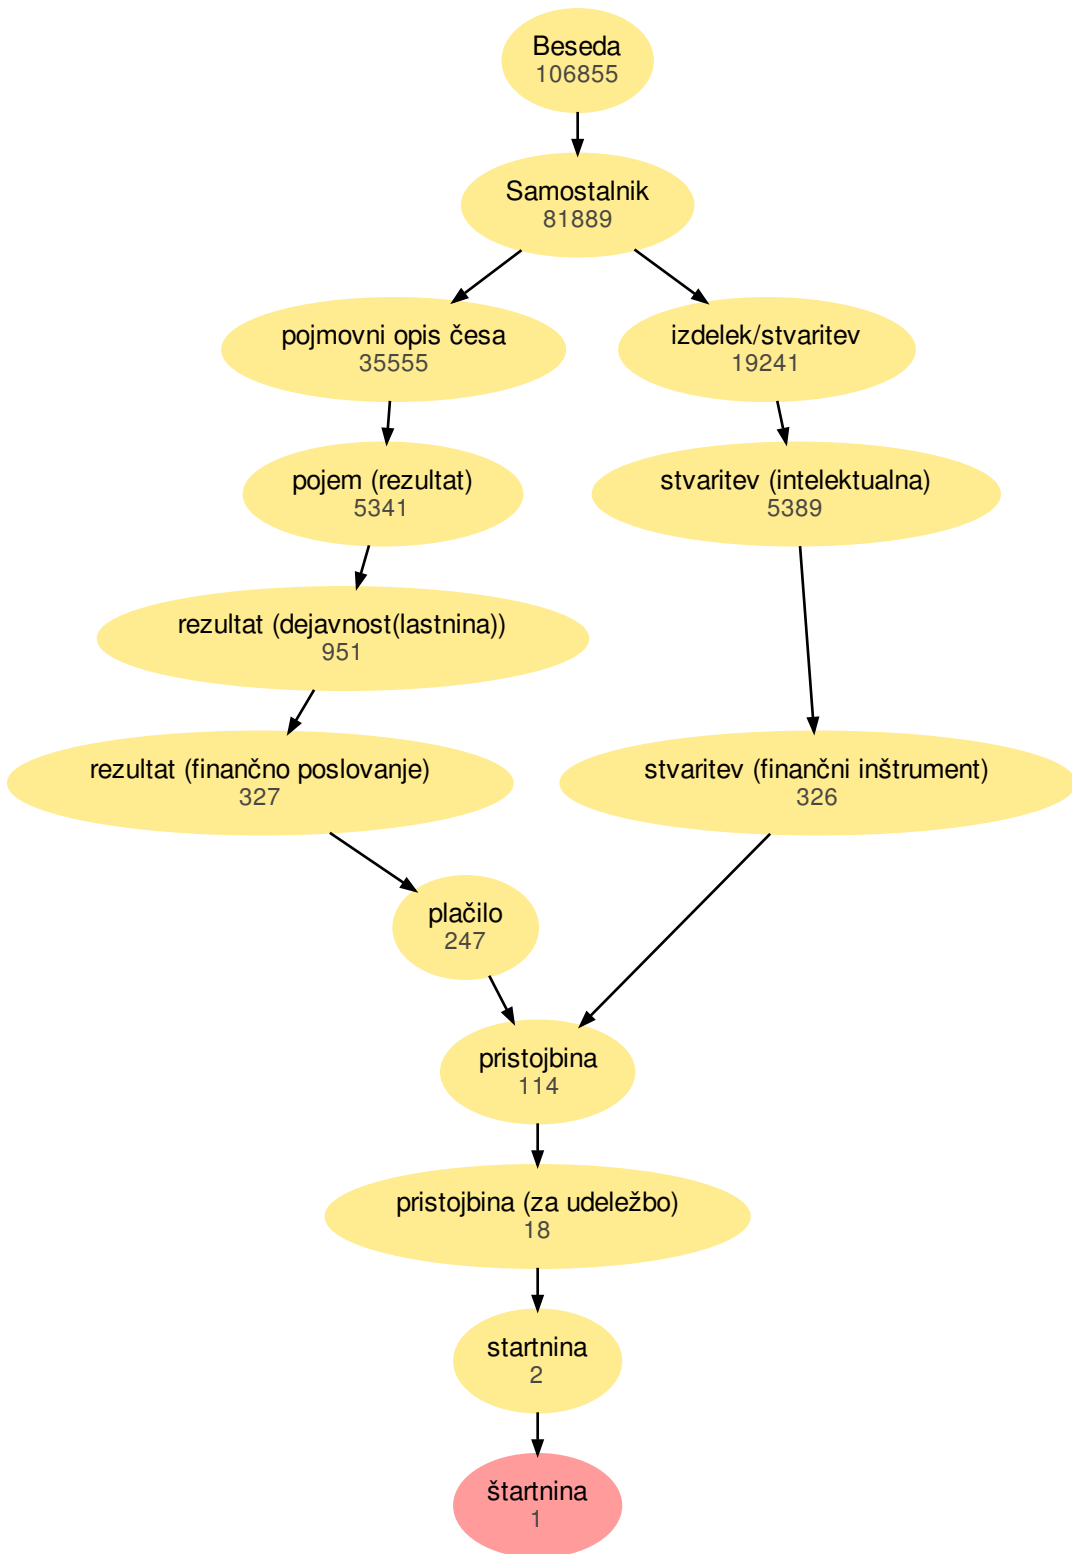 Beseda
106855
Samostalnik
81889
pojmovni opis česa
35555
izdelek/stvaritev
19241
pojem (rezultat)
5341
stvaritev (intelektualna)
5389
rezultat (dejavnost(lastnina))
951
rezultat (finančno poslovanje)
327
stvaritev (finančni inštrument)
326
plačilo
247
pristojbina
114
pristojbina (za udeležbo)
18
startnina
2
štartnina
1